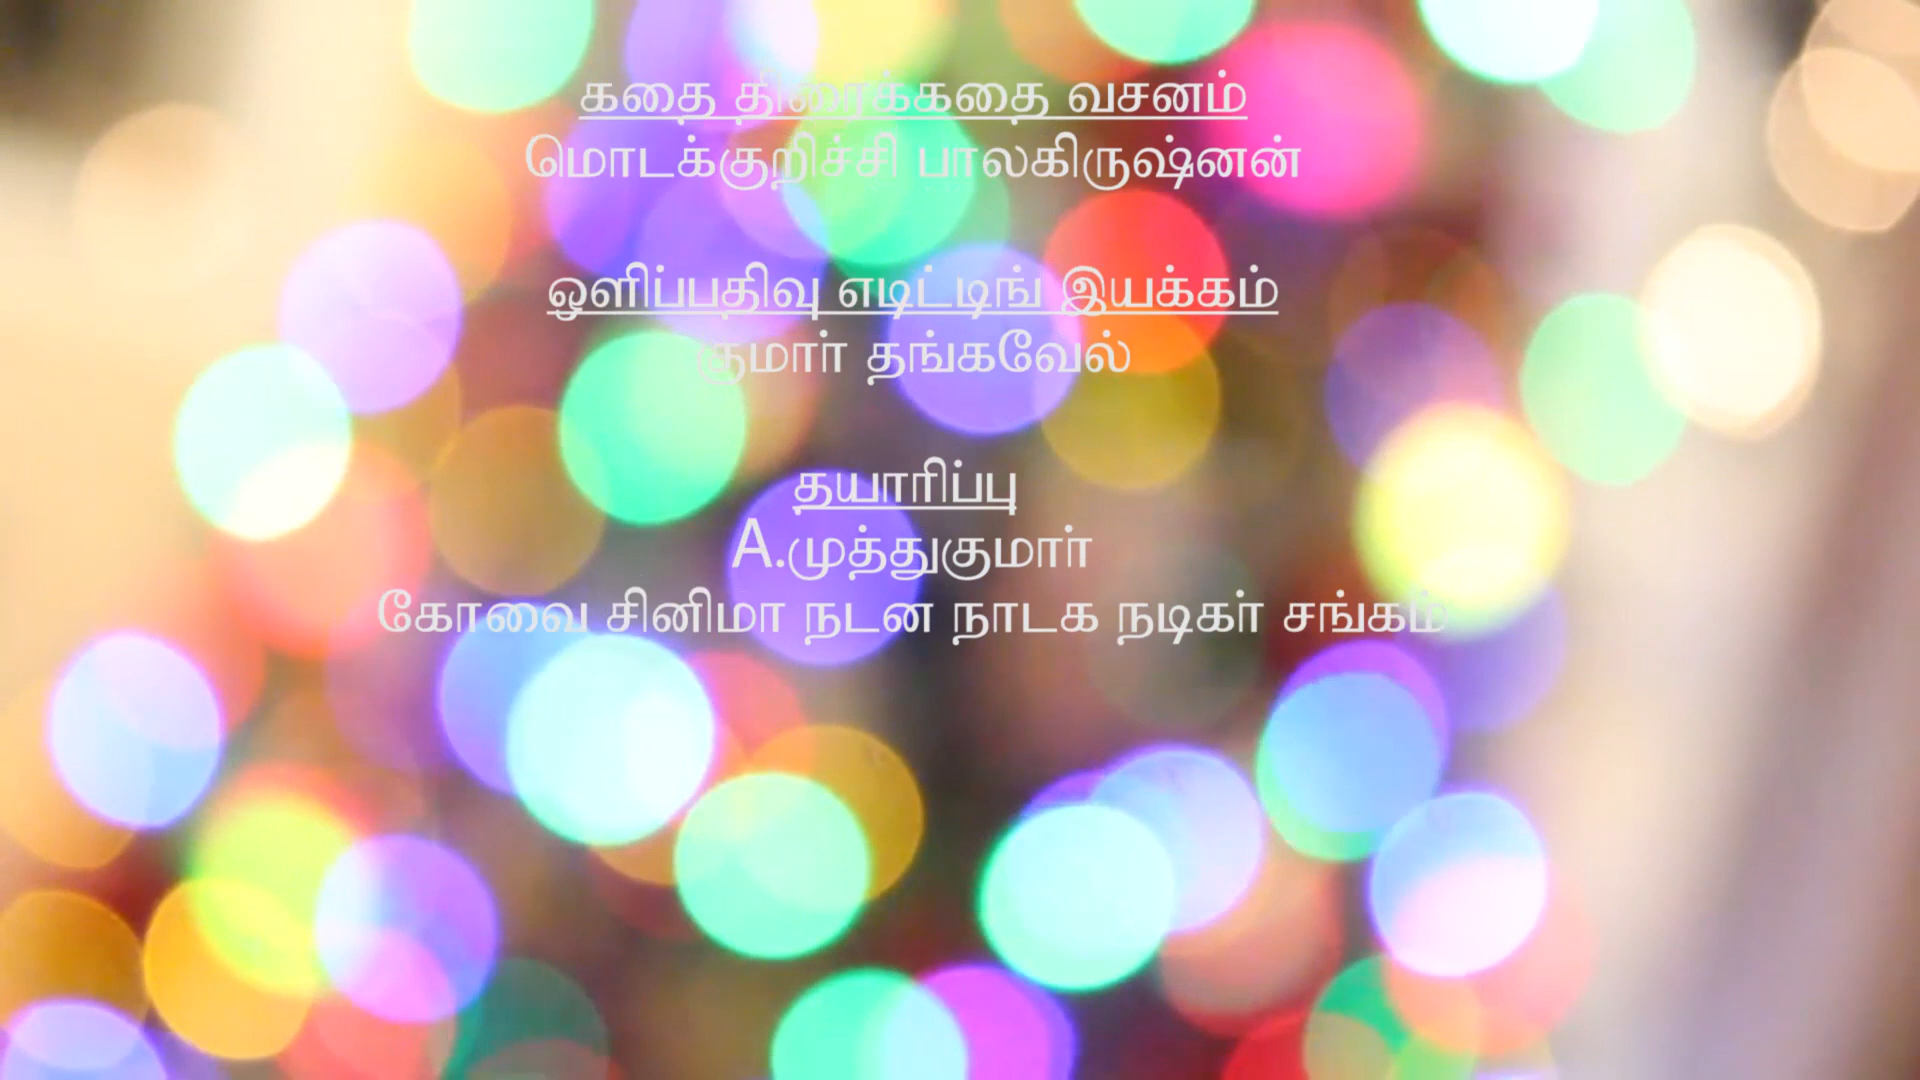 கதை திரைக்கதை வசனம்
மொடக்குறிச்சி பாலகிருஷ்னன்
ஒளிப்பதிவு எடிட்டிங் இயக்கம்
குமார் தங்கவேல்
தயாரிப்பு
A.முத்துகுமார்
கோவை சினிமா நடன நாடக நடிகர் சங்கம்